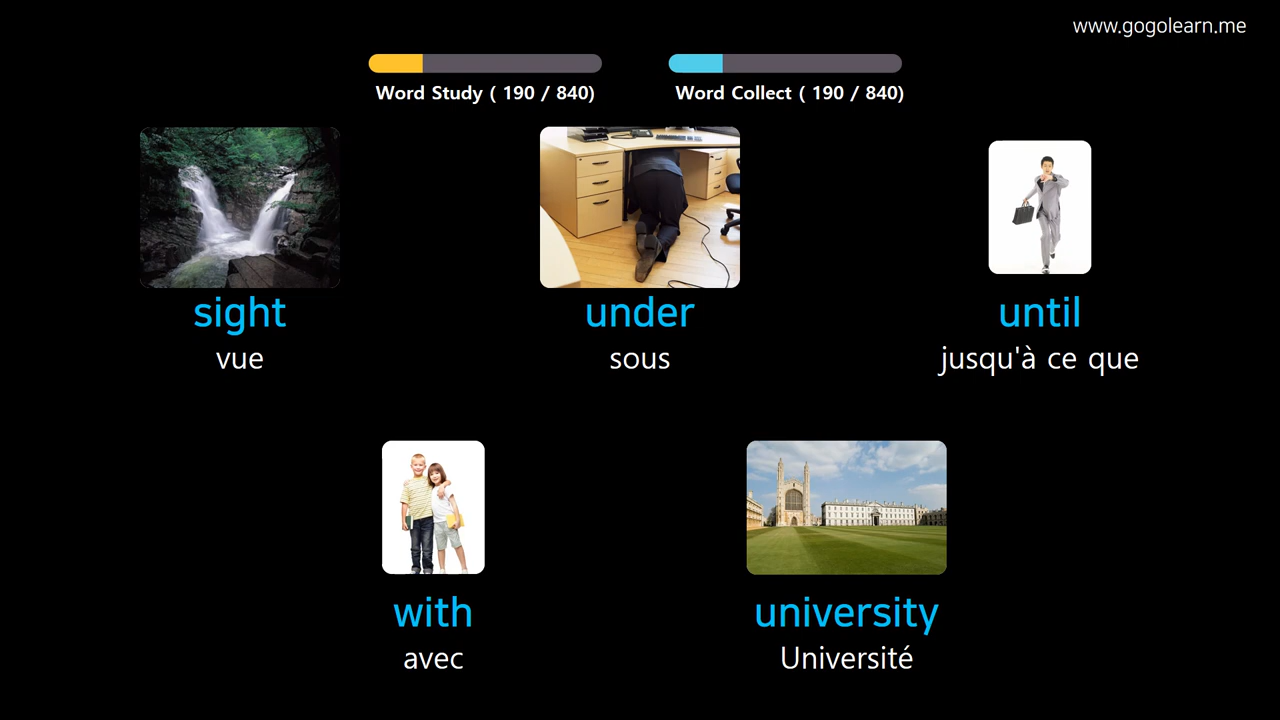 www.gogolearn.me
Word Study ( 190 / 840)
Word Collect ( 190 / 840)
sight
vue
under
sous
until
jusqu'à ce que
with
avec
university
Université